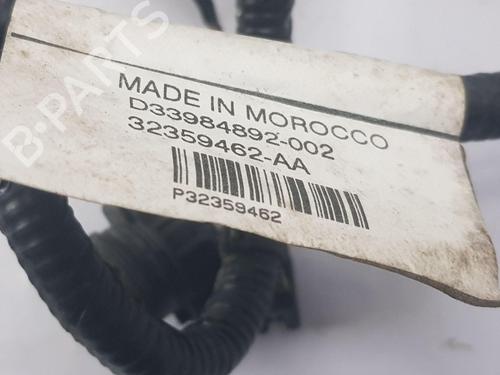 B-PARTS
MADE IN MOROCCO
D33984892-002
32359462-AA
P32359462